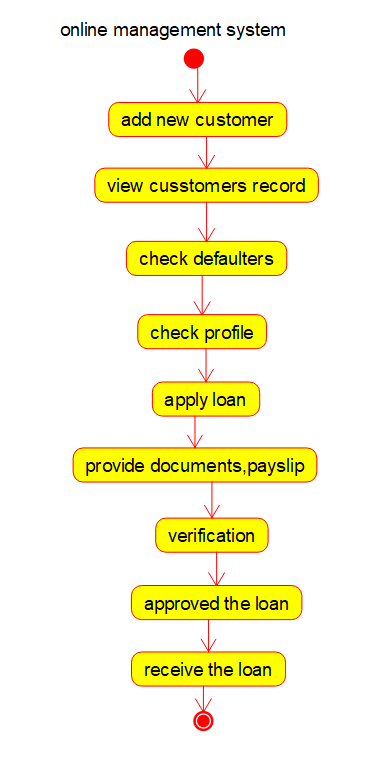 online management system
add new customer
view cusstomers record
check defaulters
check profile
apply loan
provide documents,payslip
verification
approved the loan
receive the loan